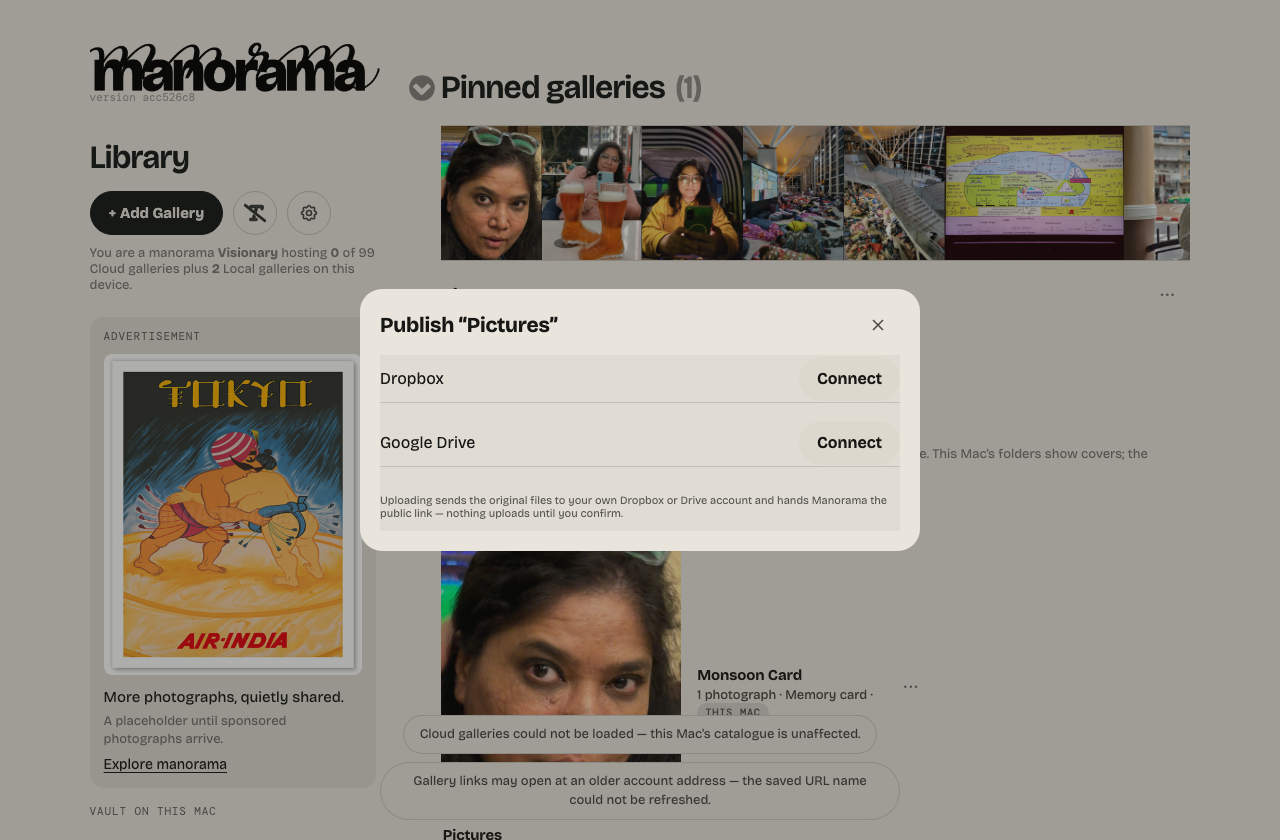 manorama
version acc526c8
Library
+ Add Gallery
You are a manorama Visionary hosting 0 of 99
Cloud galleries plus 2 Local galleries on this
device.
ADVERTISEMENT
TOKYO
AIR-INDIA
More photographs, quietly shared.
A placeholder until sponsored
photographs arrive.
Explore manorama
VAULT ON THIS MAC
Pinned galleries (1)
Publish “Pictures”
Dropbox
Connect
Google Drive
Connect
Uploading sends the original files to your own Dropbox or Drive account and hands Manorama the
public link — nothing uploads until you confirm.
e. This Mac's folders show covers; the
Monsoon Card
1 photograph · Memory card ·
THIS MAC
Cloud galleries could not be loaded — this Mac's catalogue is unaffected.
Gallery links may open at an older account address — the saved URL name
could not be refreshed.
Pictures